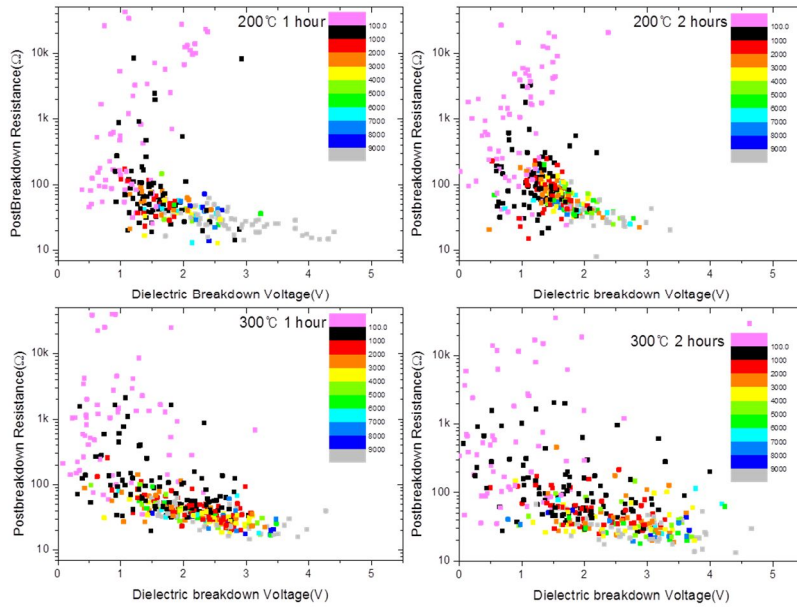 200℃ 1 hour
PostBreakdown Resistance(Ω)
10k
1k
100
10
100.0
1000
2000
3000
4000
5000
6000
7000
8000
9000
0 1 2 3 4 5
Dielectric Breakdown Voltage(V)
200℃ 2 hours
PostBreakdown Resistance(Ω)
10k
1k
100
10
100.0
1000
2000
3000
4000
5000
6000
7000
8000
9000
0 1 2 3 4 5
Dielectric breakdown Voltage(V)
300℃ 1 hour
Postbreakdown Resistance(Ω)
10k
1k
100
10
100.0
1000
2000
3000
4000
5000
6000
7000
8000
9000
0 1 2 3 4 5
Dielectric Breakdown Voltage(V)
300℃ 2 hours
Postbreakdown Resistance(Ω)
10k
1k
100
10
100.0
1000
2000
3000
4000
5000
6000
7000
8000
9000
0 1 2 3 4 5
Dielectric breakdown Voltage(V)